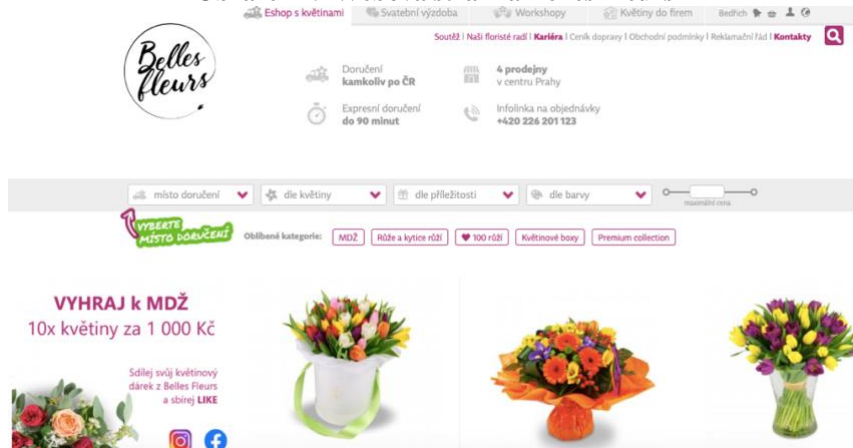 Eshop s květinami
Svatební výzdoba
Workshopy
Květiny do firem
Bedřich
Soutěž | Naši floristé radí | Kariéra | Ceník dopravy | Obchodní podmínky | Reklamační řád | Kontakty
Belles
fleurs
Doručení
kamkoliv po ČR
4 prodejny
v centru Prahy
Expresní doručení
do 90 minut
Infolinka na objednávky
+420 226 201 123
místo doručení
dle květiny
dle příležitosti
dle barvy
maximální cena
VYBERTE
MÍSTO DORUČENÍ
Oblíbené kategorie:
MDŽ
Růže a kytice růží
100 růží
Květinové boxy
Premium collection
VYHRAJ k MDŽ
10x květiny za 1 000 Kč
Sdílej svůj květinový
dárek z Belles Fleurs
a sbírej LIKE